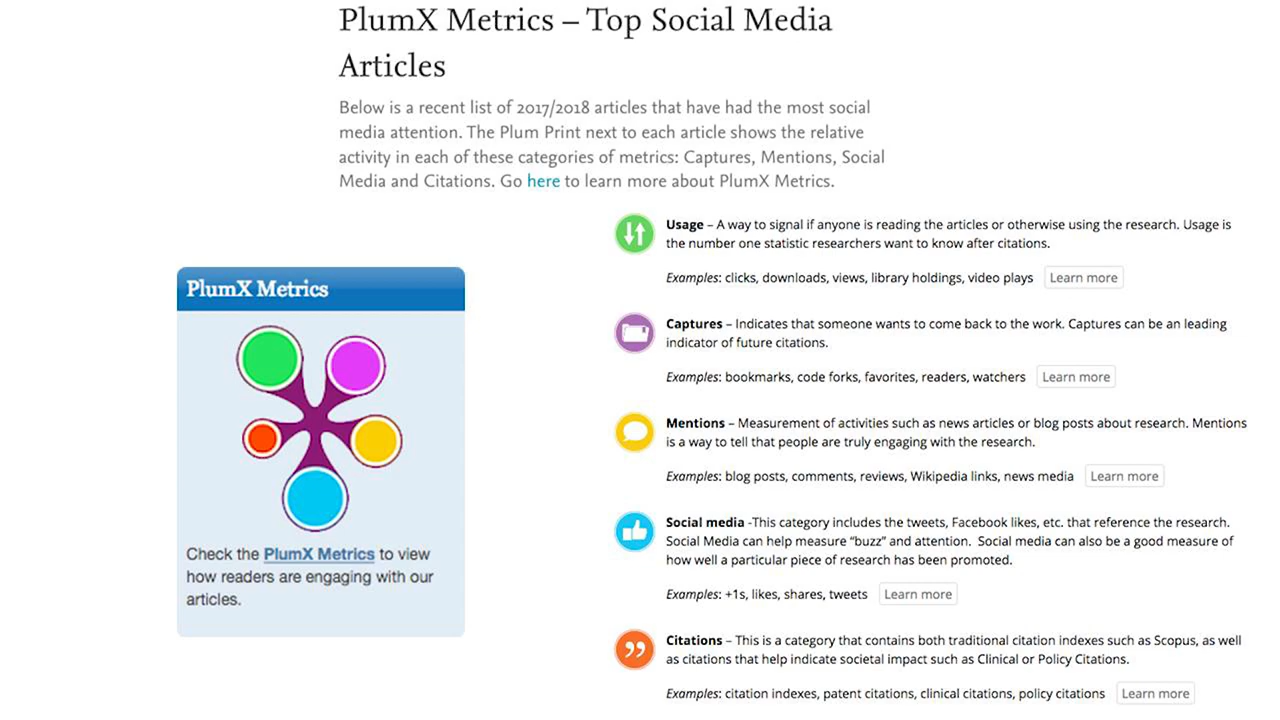 PlumX Metrics – Top Social Media
Articles
Below is a recent list of 2017/2018 articles that have had the most social
media attention. The Plum Print next to each article shows the relative
activity in each of these categories of metrics: Captures, Mentions, Social
Media and Citations. Go here to learn more about PlumX Metrics.
PlumX Metrics
Check the PlumX Metrics to view
how readers are engaging with our
articles.
Usage – A way to signal if anyone is reading the articles or otherwise using the research. Usage is
the number one statistic researchers want to know after citations.
Examples: clicks, downloads, views, library holdings, video plays Learn more
Captures – Indicates that someone wants to come back to the work. Captures can be an leading
indicator of future citations.
Examples: bookmarks, code forks, favorites, readers, watchers Learn more
Mentions – Measurement of activities such as news articles or blog posts about research. Mentions
is a way to tell that people are truly engaging with the research.
Examples: blog posts, comments, reviews, Wikipedia links, news media Learn more
Social media -This category includes the tweets, Facebook likes, etc. that reference the research.
Social Media can help measure “buzz” and attention. Social media can also be a good measure of
how well a particular piece of research has been promoted.
Examples: +1s, likes, shares, tweets Learn more
Citations – This is a category that contains both traditional citation indexes such as Scopus, as well
as citations that help indicate societal impact such as Clinical or Policy Citations.
Examples: citation indexes, patent citations, clinical citations, policy citations Learn more